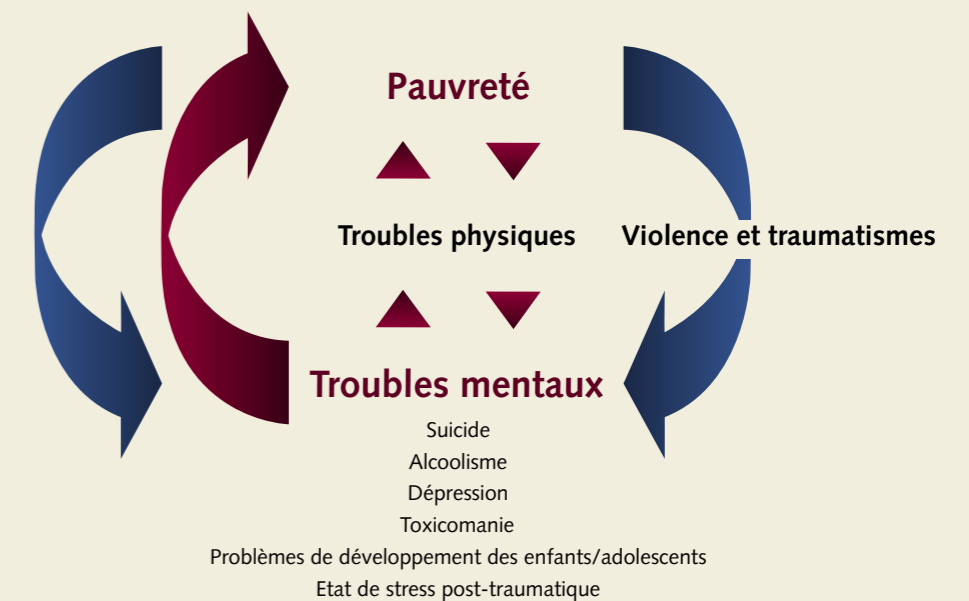 Pauvreté
Troubles physiques
Violence et traumatismes
Troubles mentaux
Suicide
Alcoolisme
Dépression
Toxicomanie
Problèmes de développement des enfants/adolescents
Etat de stress post-traumatique